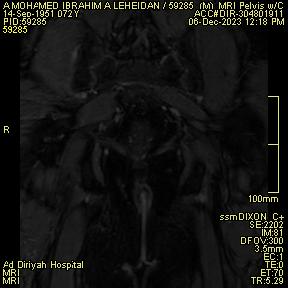 A MOHAMED IBRAHIM A LEHEIDAN / 59285 (M) MRI Pelvis w/C
14-Sep-1951 072Y
ACC#DIR-304801911
PID:59285
06-Dec-2023 12:18 PM
59285
R
100mm
ssmDIXON_C+
SE:2202
IM:81
DFOV:300
3.5mm
EC:1
Ad Diriyah Hospital
TE:0
MRI
ET:70
MRI
TR:5.29